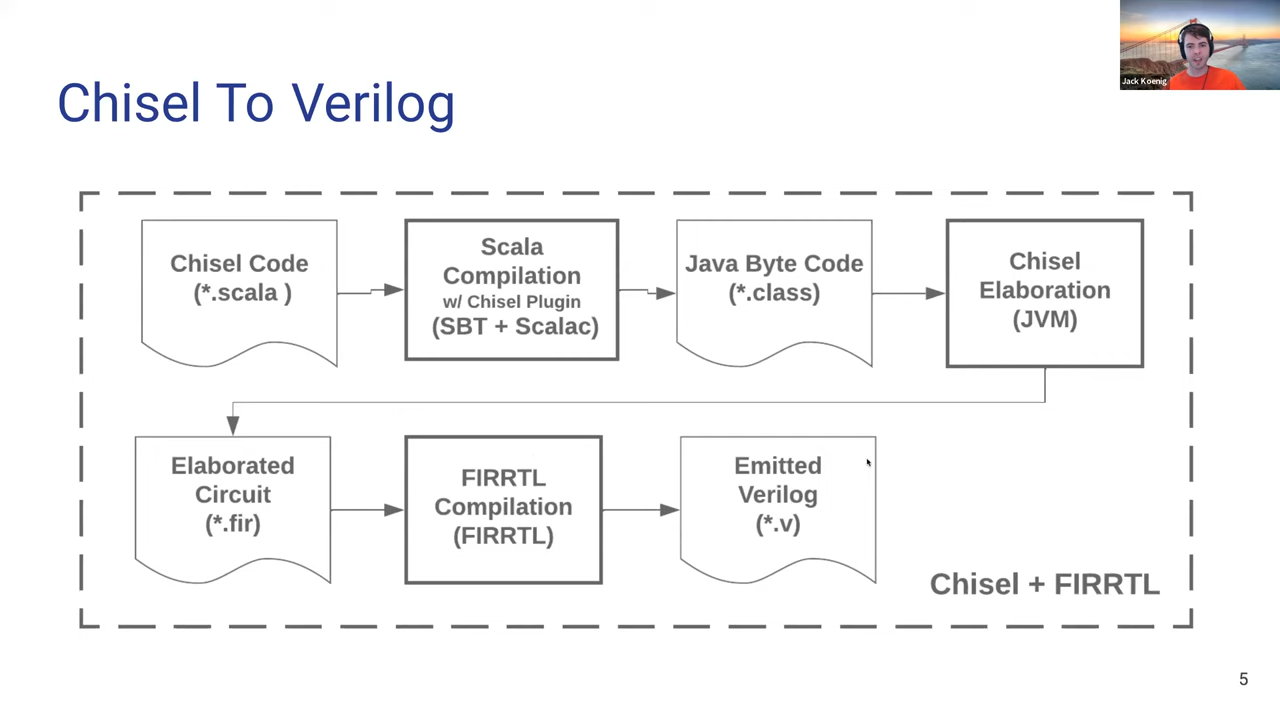 Jack Koenig
Chisel To Verilog
Chisel Code
(*.scala )
Scala
Compilation
w/ Chisel Plugin
(SBT + Scalac)
Java Byte Code
(*.class)
Chisel
Elaboration
(JVM)
Elaborated
Circuit
(*.fir)
FIRRTL
Compilation
(FIRRTL)
Emitted
Verilog
(*.v)
Chisel + FIRRTL
5